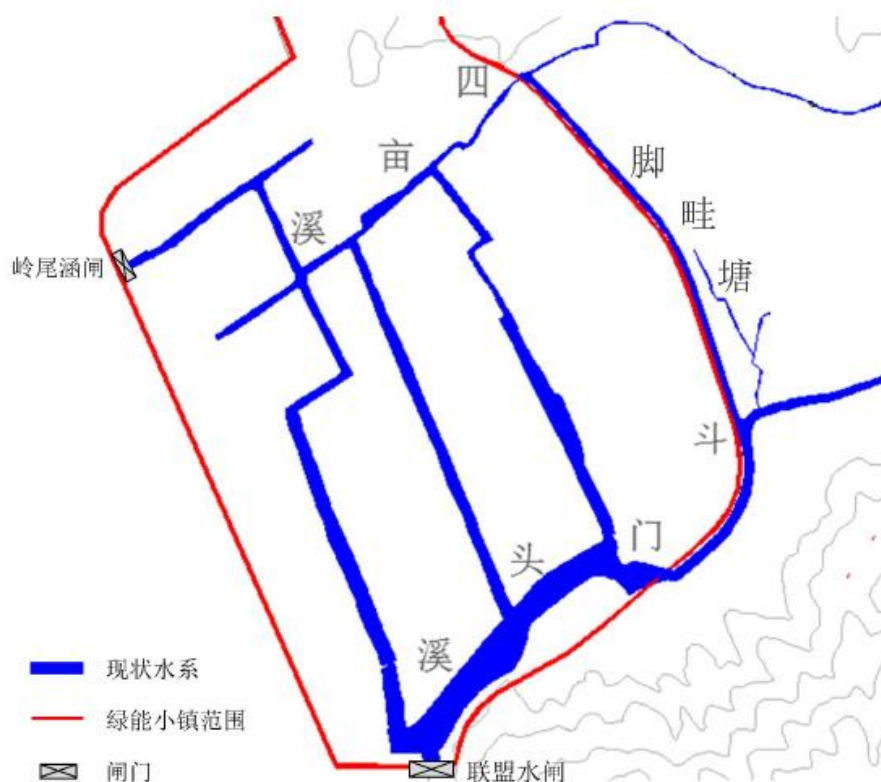 四亩溪
脚畦塘
岭尾涵闸
斗门头溪
现状水系
绿能小镇范围
闸门
联盟水闸